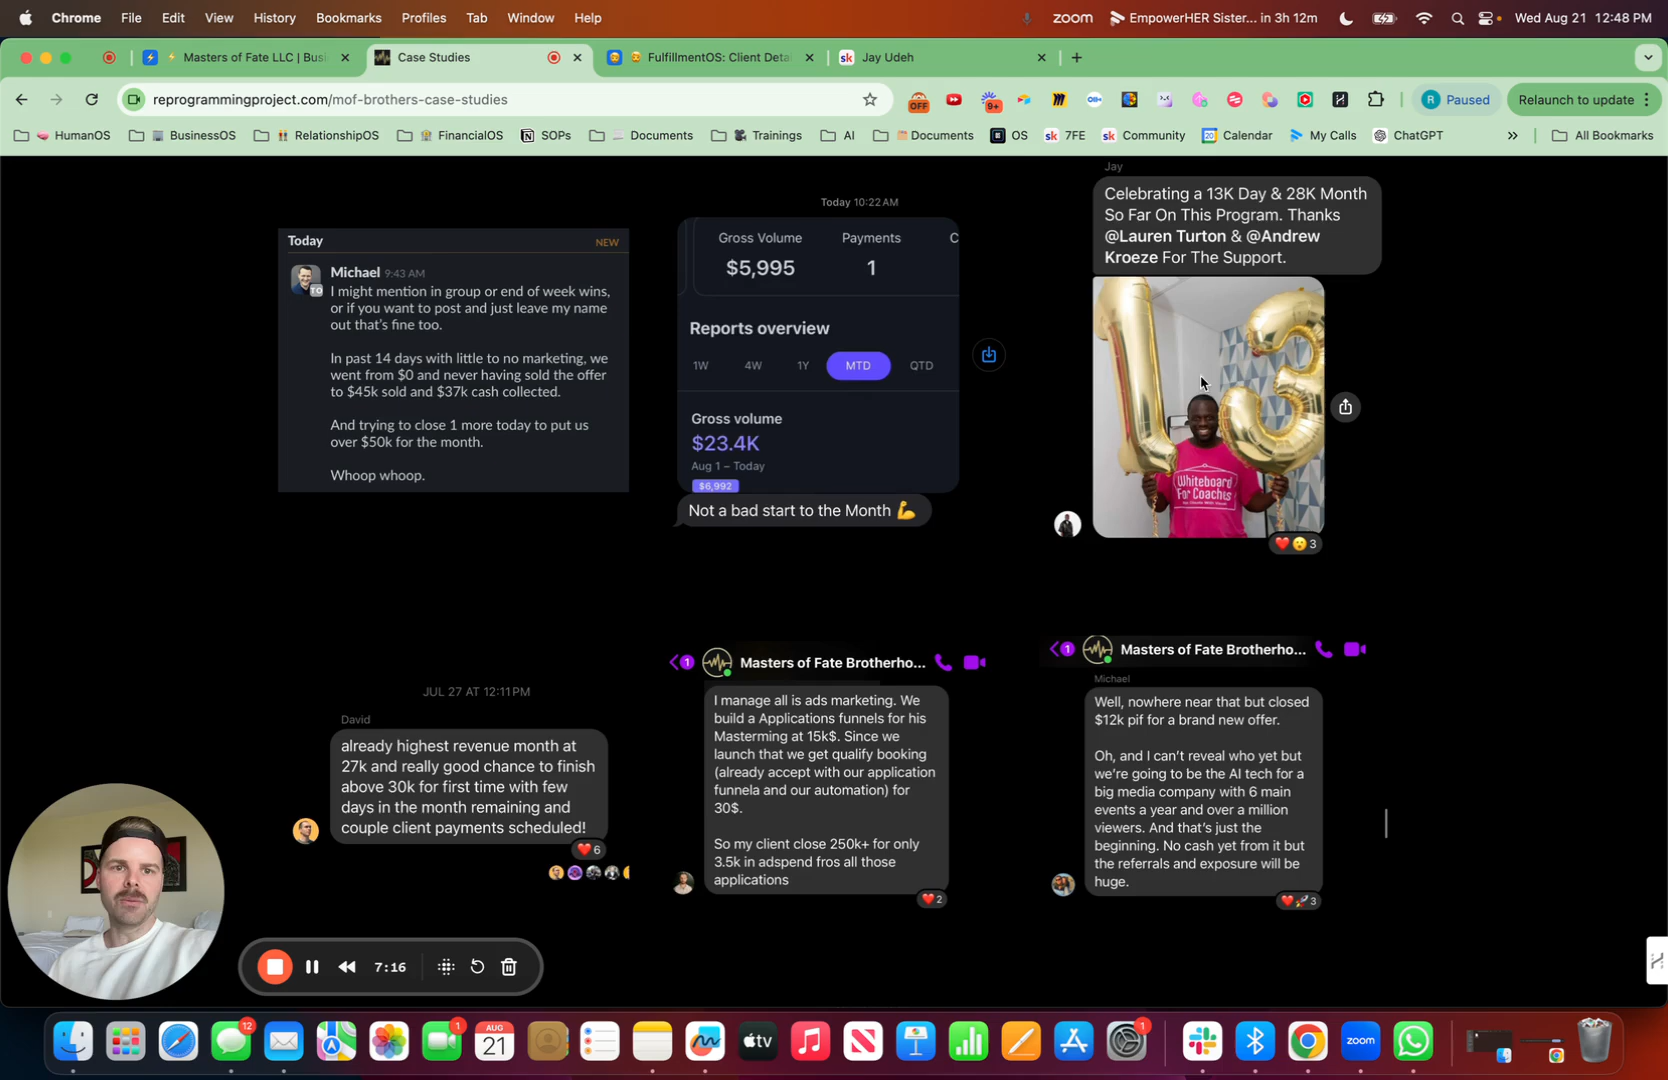 Chrome File Edit View History Bookmarks Profiles Tab Window Help
zoom EmpowerHER Sister... in 3h 12m Wed Aug 21 12:48 PM
Masters of Fate LLC | Busi
Case Studies
FulfillmentOS: Client Deta
Jay Udeh
reprogrammingproject.com/mof-brothers-case-studies
OFF 9+
R Paused
Relaunch to update
HumanOS BusinessOS RelationshipOS FinancialOS SOPs Documents Trainings AI Documents OS sk 7FE sk Community Calendar My Calls ChatGPT » All Bookmarks
Today NEW
Michael 9:43 AM
I might mention in group or end of week wins,
or if you want to post and just leave my name
out that's fine too.
In past 14 days with little to no marketing, we
went from $0 and never having sold the offer
to $45k sold and $37k cash collected.
And trying to close 1 more today to put us
over $50k for the month.
Whoop whoop.
Today 10:22 AM
Gross Volume Payments C
$5,995 1
Reports overview
1W 4W 1Y MTD QTD
Gross volume
$23.4K
Aug 1 – Today
$6,992
Not a bad start to the Month 💪
Jay
Celebrating a 13K Day & 28K Month
So Far On This Program. Thanks
@Lauren Turton & @Andrew
Kroeze For The Support.
13
Whiteboard
For Coaches
❤️😮 3
JUL 27 AT 12:11 PM
David
already highest revenue month at
27k and really good chance to finish
above 30k for first time with few
days in the month remaining and
couple client payments scheduled!
❤️ 6
1 Masters of Fate Brotherho...
I manage all is ads marketing. We
build a Applications funnels for his
Masterming at 15k$. Since we
launch that we get qualify booking
(already accept with our application
funnela and our automation) for
30$.
So my client close 250k+ for only
3.5k in adspend fros all those
applications
❤️ 2
1 Masters of Fate Brotherho...
Michael
Well, nowhere near that but closed
$12k pif for a brand new offer.
Oh, and I can't reveal who yet but
we're going to be the AI tech for a
big media company with 6 main
events a year and over a million
viewers. And that's just the
beginning. No cash yet from it but
the referrals and exposure will be
huge.
❤️🚀 3
7:16
12 1 AUG 21 tv 1 zoom